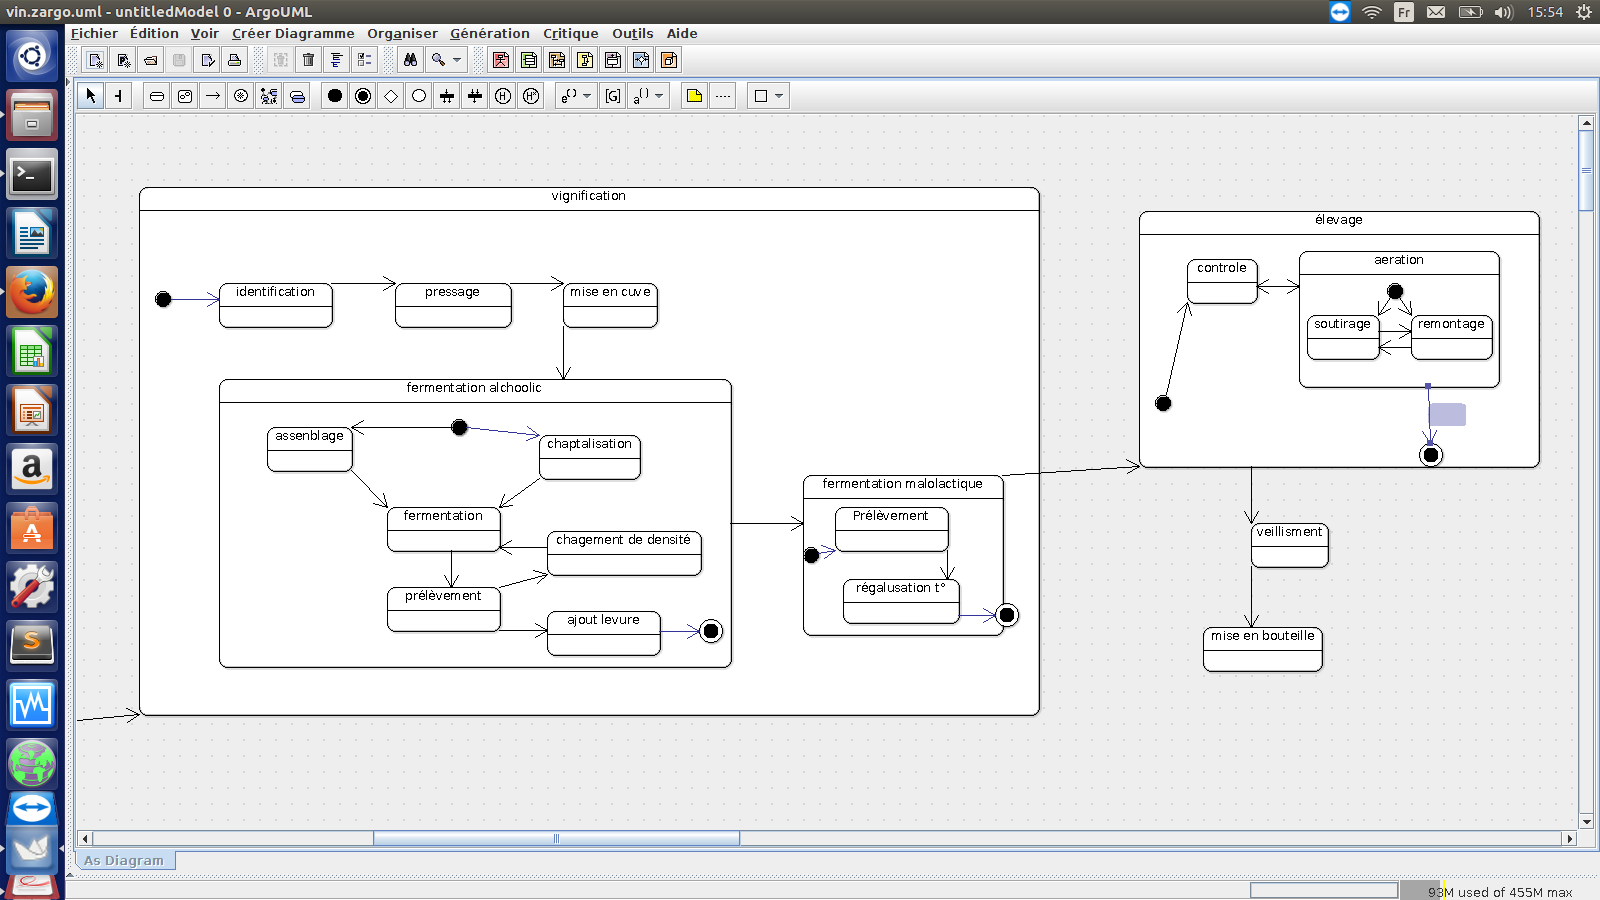 vin.zargo.uml - untitledModel 0 - ArgoUML
Fr
15:54
Fichier Édition Voir Créer Diagramme Organiser Génération Critique Outils Aide
H H*
e() [G] a()
vignification
élevage
aeration
controle
soutirage
remontage
identification
pressage
mise en cuve
fermentation alchoolic
assenblage
chaptalisation
fermentation
chagement de densité
prélèvement
ajout levure
fermentation malolactique
Prélèvement
régalusation t°
veillisment
mise en bouteille
As Diagram
93M used of 455M max